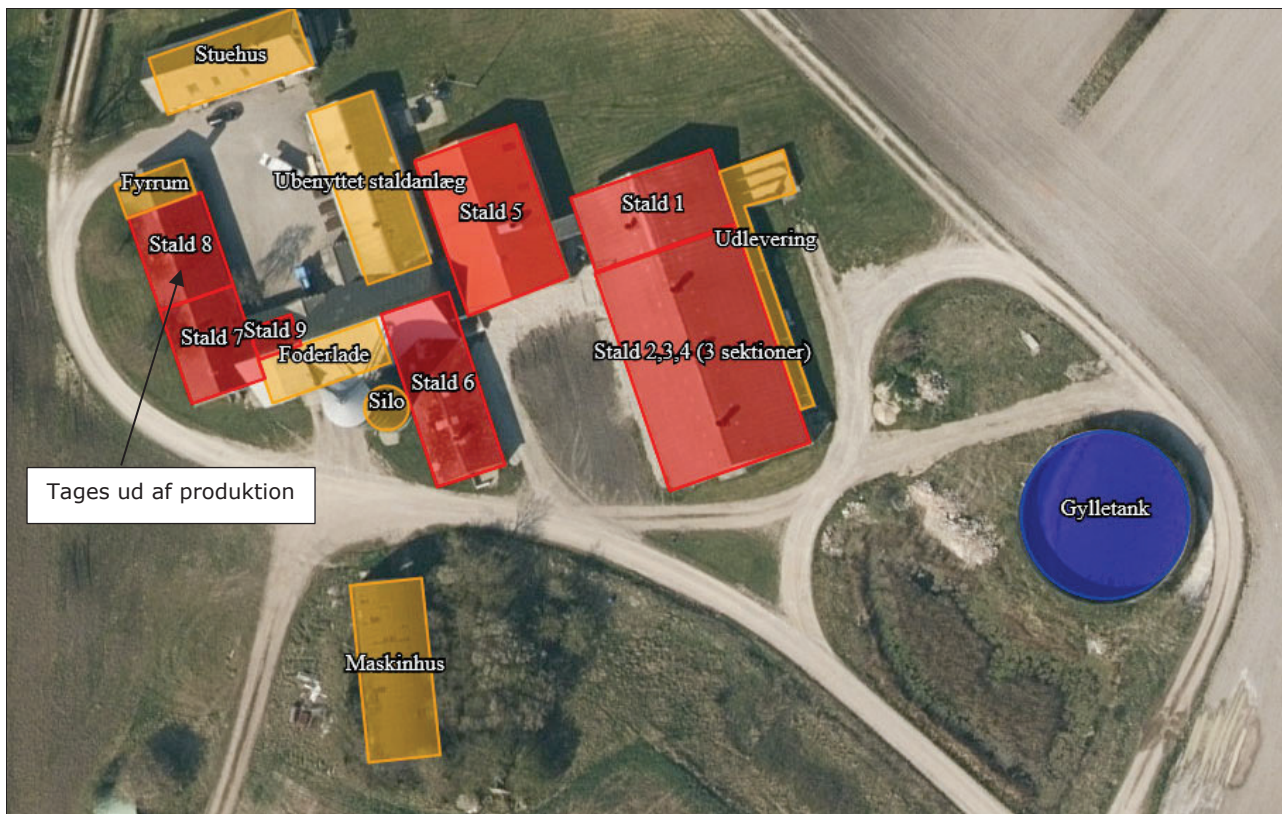 Stuehus
Fyrrum
Ubenyttet staldanlæg
Stald 5
Stald 1
Stald 8
Udlevering
Stald 7
Stald 9
Foderlade
Stald 2,3,4 (3 sektioner)
Stald 6
Silo
Tages ud af produktion
Gylletank
Maskinhus